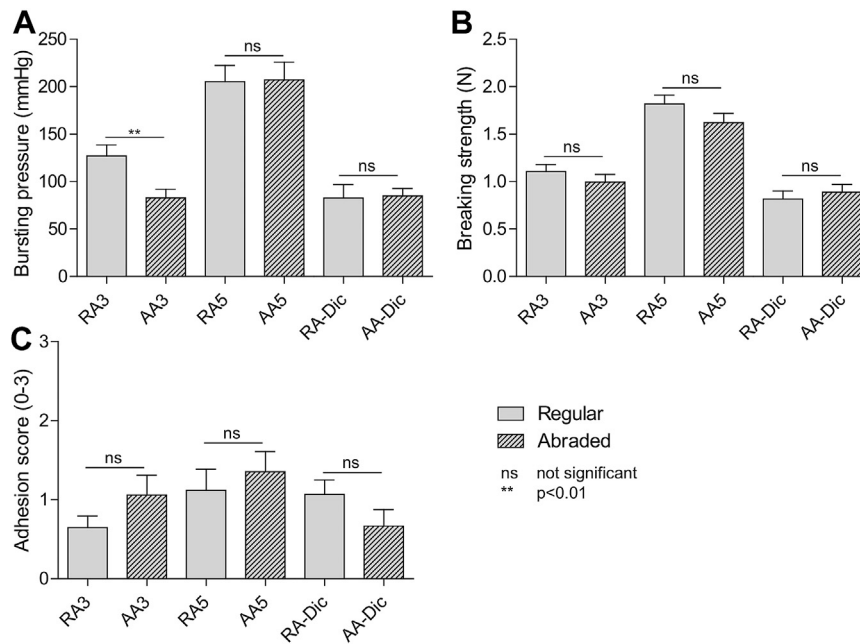 A
Bursting pressure (mmHg)
250
200
150
100
50
0
**
ns
ns
RA3
AA3
RA5
AA5
RA-Dic
AA-Dic
B
Breaking strength (N)
2.5
2.0
1.5
1.0
0.5
0.0
ns
ns
ns
RA3
AA3
RA5
AA5
RA-Dic
AA-Dic
C
Adhesion score (0-3)
3
2
1
0
ns
ns
ns
RA3
AA3
RA5
AA5
RA-Dic
AA-Dic
Regular
Abraded
ns not significant
** p<0.01